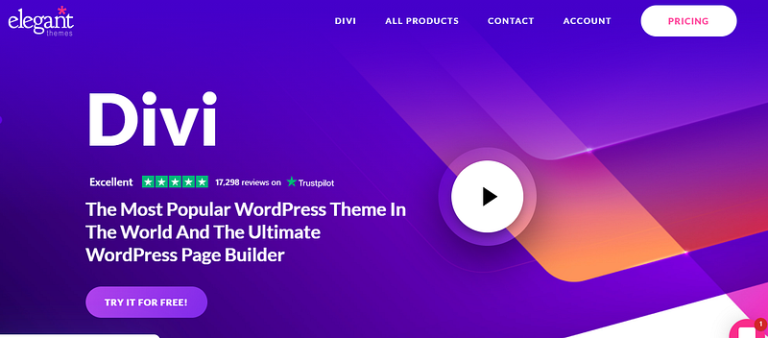 elegant
themes
DIVI ALL PRODUCTS CONTACT ACCOUNT PRICING
Divi
Excellent 17,298 reviews on Trustpilot
The Most Popular WordPress Theme In
The World And The Ultimate
WordPress Page Builder
TRY IT FOR FREE!
1